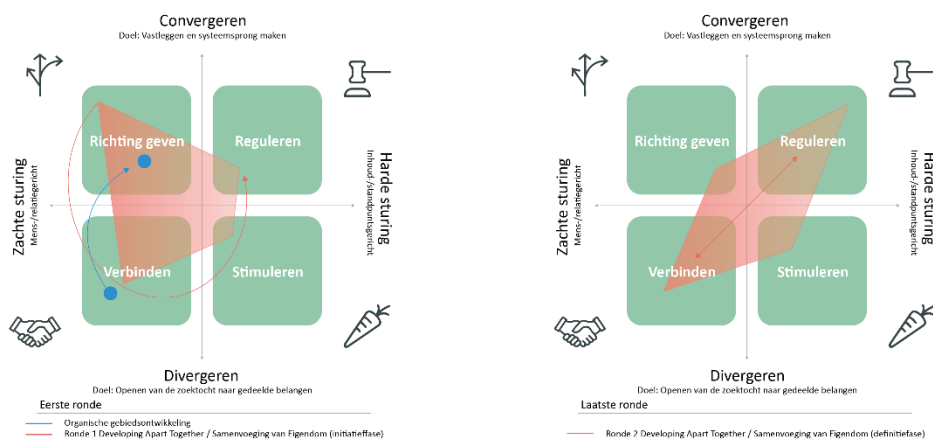 Convergeren
Doel: Vastleggen en systeemsprong maken
Richting geven
Reguleren
Zachte sturing
Mens-/relatiegericht
Harde sturing
Inhoud-/standpuntsgericht
Verbinden
Stimuleren
Divergeren
Doel: Openen van de zoektocht naar gedeelde belangen
Eerste ronde
Organische gebiedsontwikkeling
Ronde 1 Developing Apart Together / Samenvoeging van Eigendom (initiatieffase)
Convergeren
Doel: Vastleggen en systeemsprong maken
Richting geven
Reguleren
Zachte sturing
Mens-/relatiegericht
Harde sturing
Inhoud-/standpuntsgericht
Verbinden
Stimuleren
Divergeren
Doel: Openen van de zoektocht naar gedeelde belangen
Laatste ronde
Ronde 2 Developing Apart Together / Samenvoeging van Eigendom (definitiefase)